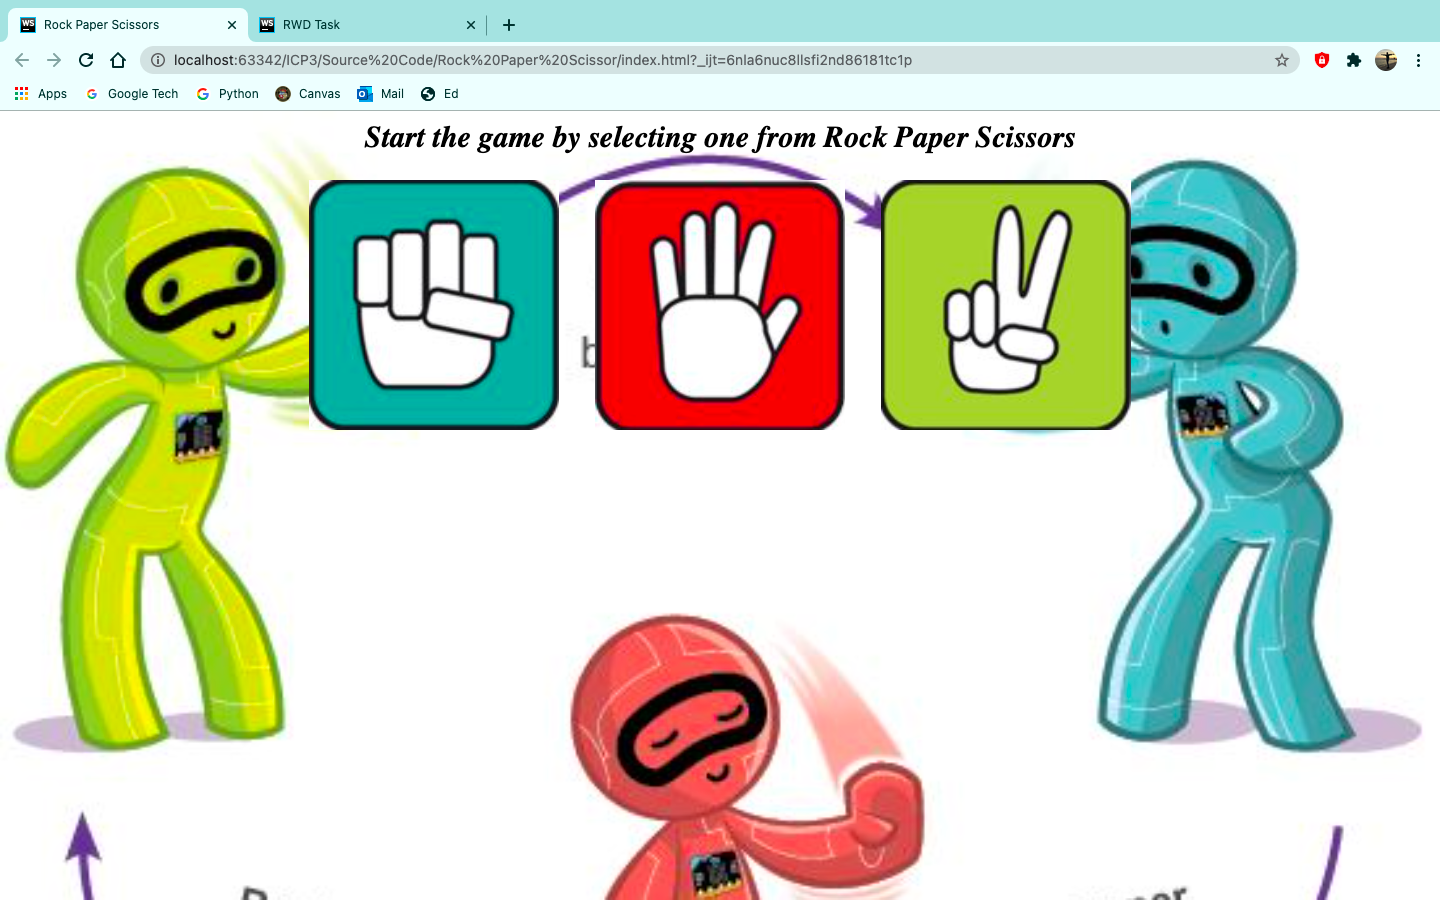 Rock Paper Scissors
RWD Task
localhost:63342/ICP3/Source%20Code/Rock%20Paper%20Scissor/index.html?_ijt=6nla6nuc8llsfi2nd86181tc1p
Apps
Google Tech
Python
Canvas
Mail
Ed
Start the game by selecting one from Rock Paper Scissors